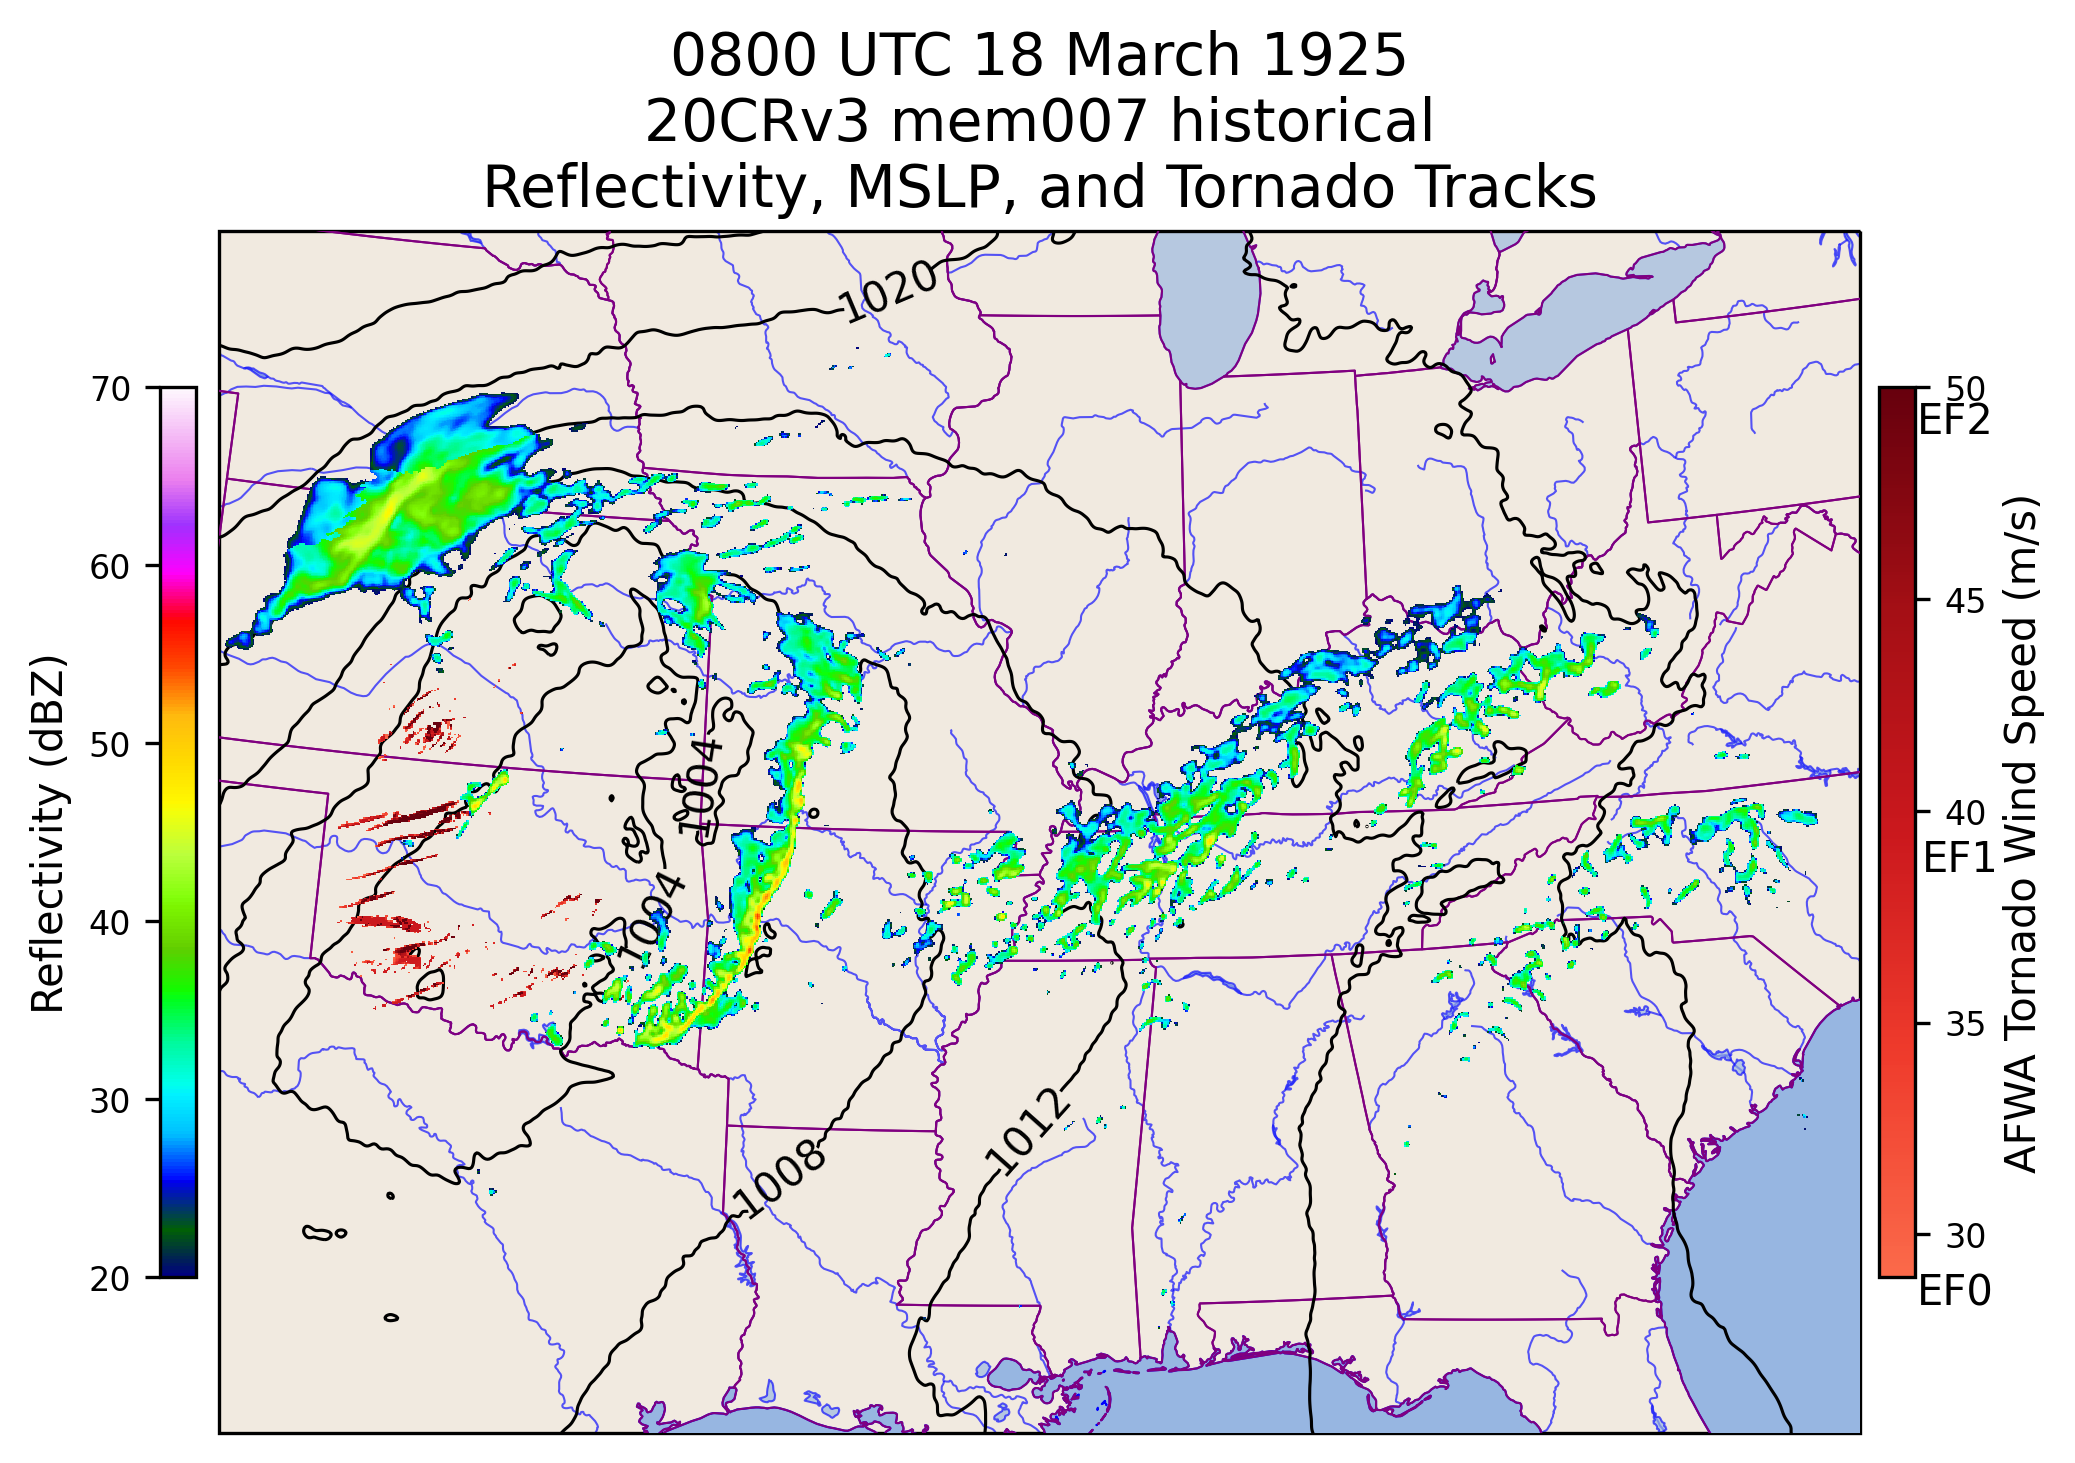 0800 UTC 18 March 1925
20CRv3 mem007 historical
Reflectivity, MSLP, and Tornado Tracks
1020
1004
1004
1008
1012
70
60
50
40
30
20
Reflectivity (dBZ)
50
EF2
45
40
EF1
35
30
EF0
AFWA Tornado Wind Speed (m/s)